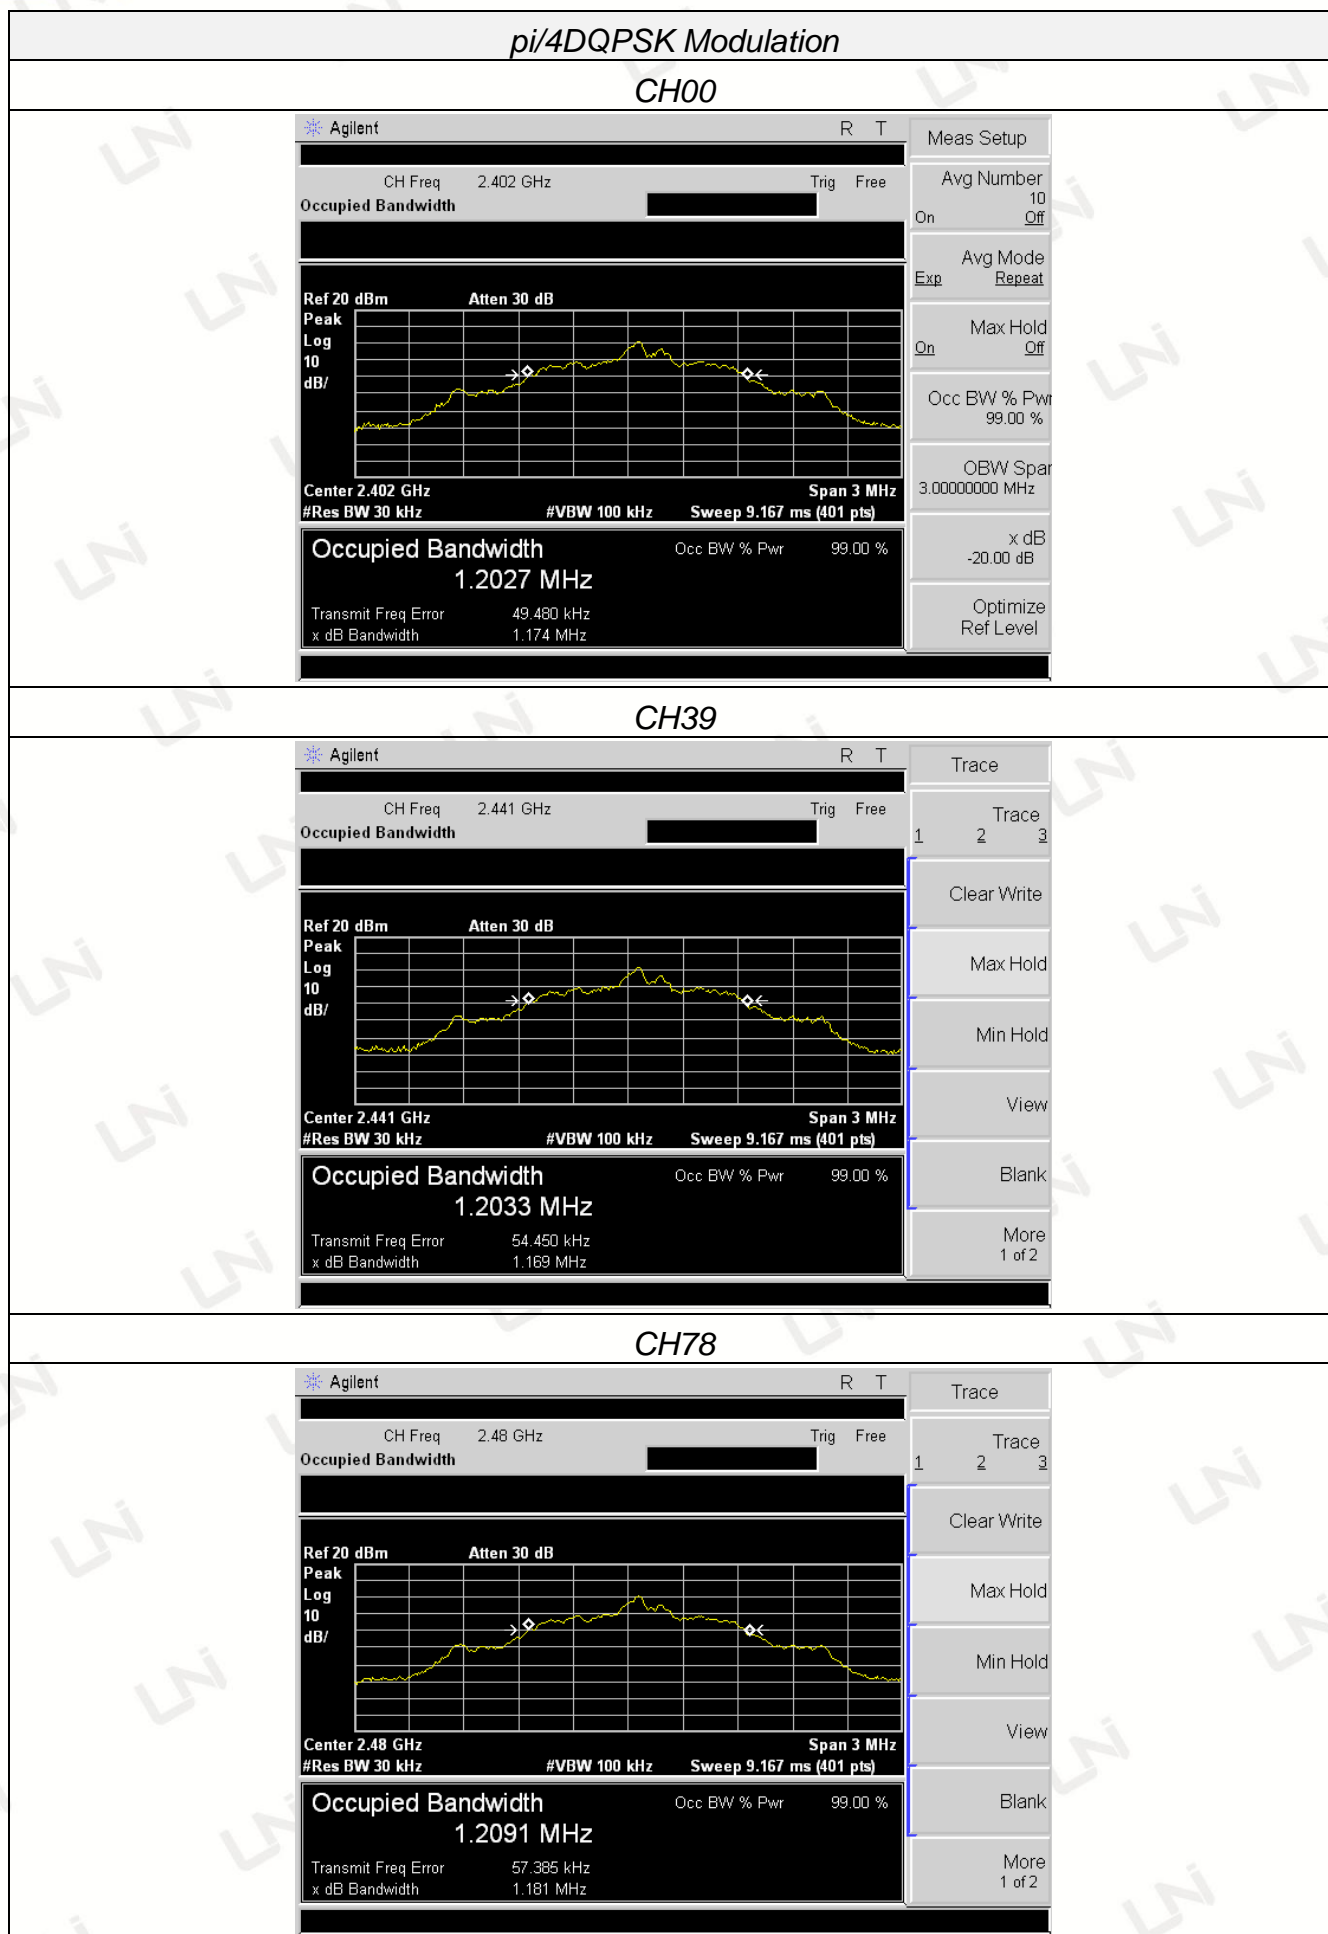 pi/4DQPSK Modulation
CH00
Agilent R T
Meas Setup
CH Freq 2.402 GHz Trig Free
Occupied Bandwidth
Avg Number
10
On Off
Avg Mode
Exp Repeat
Max Hold
On Off
Occ BW % Pwr
99.00 %
OBW Span
3.00000000 MHz
x dB
-20.00 dB
Optimize
Ref Level
Ref 20 dBm Atten 30 dB
Peak
Log
10
dB/
Center 2.402 GHz Span 3 MHz
#Res BW 30 kHz #VBW 100 kHz Sweep 9.167 ms (401 pts)
Occupied Bandwidth Occ BW % Pwr 99.00 %
1.2027 MHz
Transmit Freq Error 49.480 kHz
x dB Bandwidth 1.174 MHz
CH39
Agilent R T
Trace
CH Freq 2.441 GHz Trig Free
Occupied Bandwidth
Trace
1 2 3
Clear Write
Max Hold
Min Hold
View
Blank
More
1 of 2
Ref 20 dBm Atten 30 dB
Peak
Log
10
dB/
Center 2.441 GHz Span 3 MHz
#Res BW 30 kHz #VBW 100 kHz Sweep 9.167 ms (401 pts)
Occupied Bandwidth Occ BW % Pwr 99.00 %
1.2033 MHz
Transmit Freq Error 54.450 kHz
x dB Bandwidth 1.169 MHz
CH78
Agilent R T
Trace
CH Freq 2.48 GHz Trig Free
Occupied Bandwidth
Trace
1 2 3
Clear Write
Max Hold
Min Hold
View
Blank
More
1 of 2
Ref 20 dBm Atten 30 dB
Peak
Log
10
dB/
Center 2.48 GHz Span 3 MHz
#Res BW 30 kHz #VBW 100 kHz Sweep 9.167 ms (401 pts)
Occupied Bandwidth Occ BW % Pwr 99.00 %
1.2091 MHz
Transmit Freq Error 57.385 kHz
x dB Bandwidth 1.181 MHz